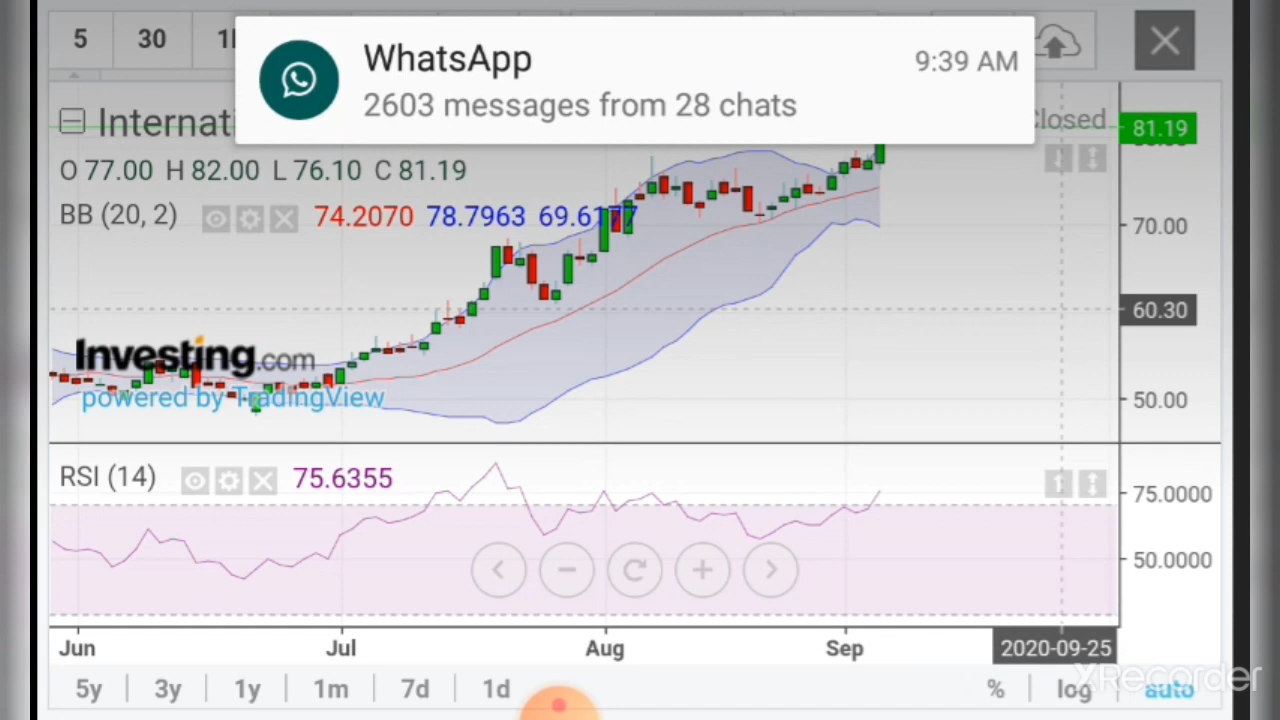 5 30
WhatsApp 9:39 AM
2603 messages from 28 chats
Internati
Closed
81.19
O 77.00 H 82.00 L 76.10 C 81.19
BB (20, 2) 74.2070 78.7963 69.6177
70.00
60.30
Investing.com
powered by TradingView
50.00
RSI (14) 75.6355
75.0000
50.0000
Jun Jul Aug Sep 2020-09-25
5y 3y 1y 1m 7d 1d % log auto
XRecorder